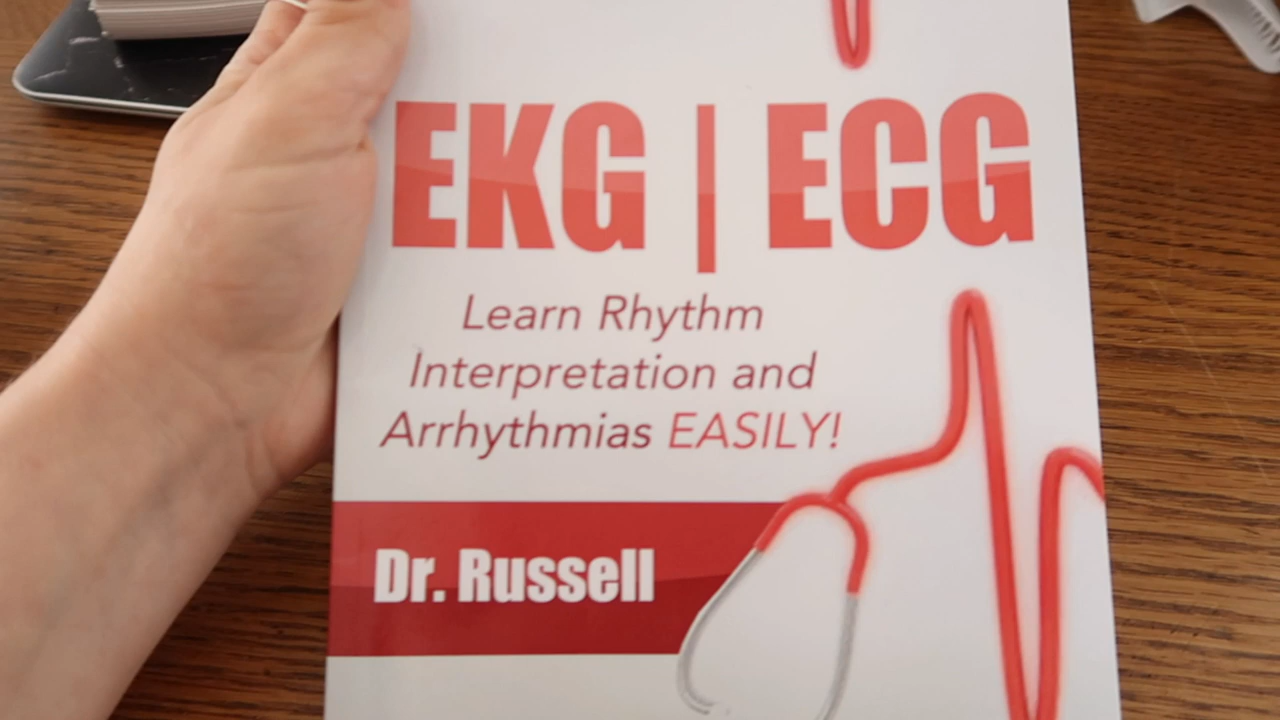 EKG | ECG
Learn Rhythm
Interpretation and
Arrhythmias EASILY!
Dr. Russell